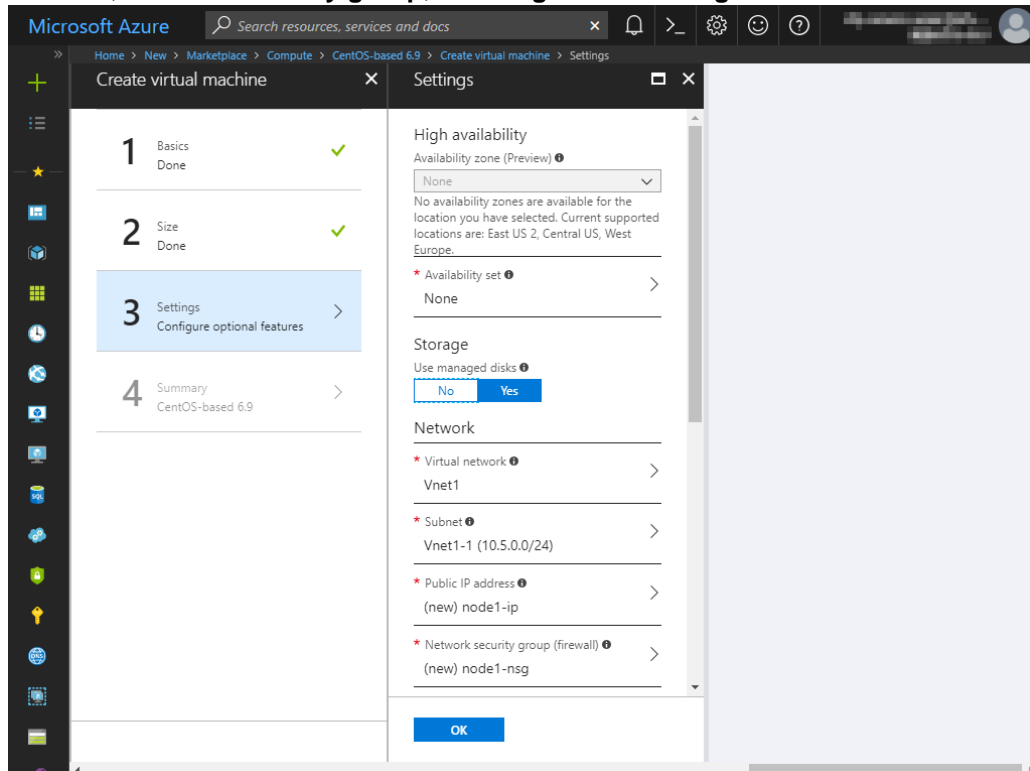 Microsoft Azure
Search resources, services and docs
Home > New > Marketplace > Compute > CentOS-based 6.9 > Create virtual machine > Settings
Create virtual machine
1
Basics
Done
2
Size
Done
3
Settings
Configure optional features
4
Summary
CentOS-based 6.9
Settings
High availability
Availability zone (Preview)
None
No availability zones are available for the
location you have selected. Current supported
locations are: East US 2, Central US, West
Europe.
* Availability set
None
Storage
Use managed disks
No Yes
Network
* Virtual network
Vnet1
* Subnet
Vnet1-1 (10.5.0.0/24)
* Public IP address
(new) node1-ip
* Network security group (firewall)
(new) node1-nsg
OK
SQL
DNS